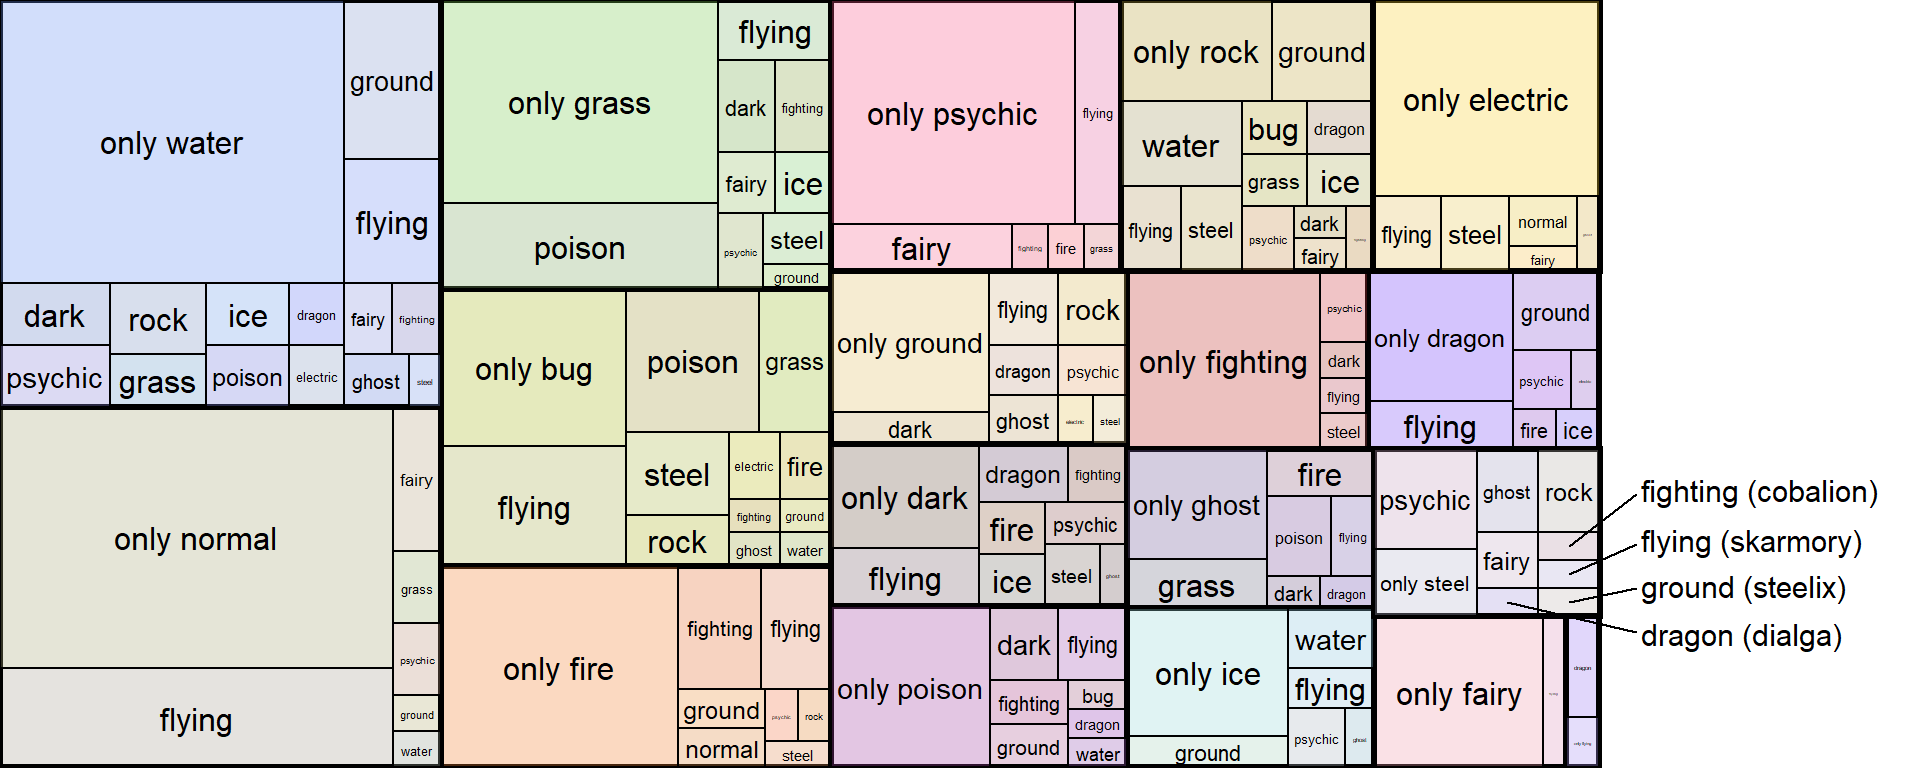 only water
ground
flying
dark
rock
ice
dragon
fairy
fighting
psychic
grass
poison
electric
ghost
steel
only normal
fairy
grass
psychic
ground
water
flying
only grass
flying
dark
fighting
fairy
ice
poison
psychic
steel
ground
only bug
poison
grass
flying
steel
electric
fire
fighting
ground
rock
ghost
water
only fire
fighting
flying
ground
psychic
rock
normal
steel
only psychic
flying
fairy
fighting
fire
grass
only rock
ground
water
bug
dragon
grass
ice
flying
steel
psychic
dark
fairy
only electric
flying
steel
normal
fairy
only ground
flying
rock
dragon
psychic
dark
ghost
electric
steel
only fighting
psychic
dark
flying
steel
only dragon
ground
psychic
flying
fire
ice
only dark
dragon
fighting
fire
psychic
flying
ice
steel
ghost
only ghost
fire
poison
flying
grass
dark
dragon
psychic
ghost
rock
fairy
only steel
fighting (cobalion)
flying (skarmory)
ground (steelix)
dragon (dialga)
only poison
dark
flying
fighting
bug
dragon
ground
water
only ice
water
flying
psychic
ghost
ground
only fairy
dragon
only flying